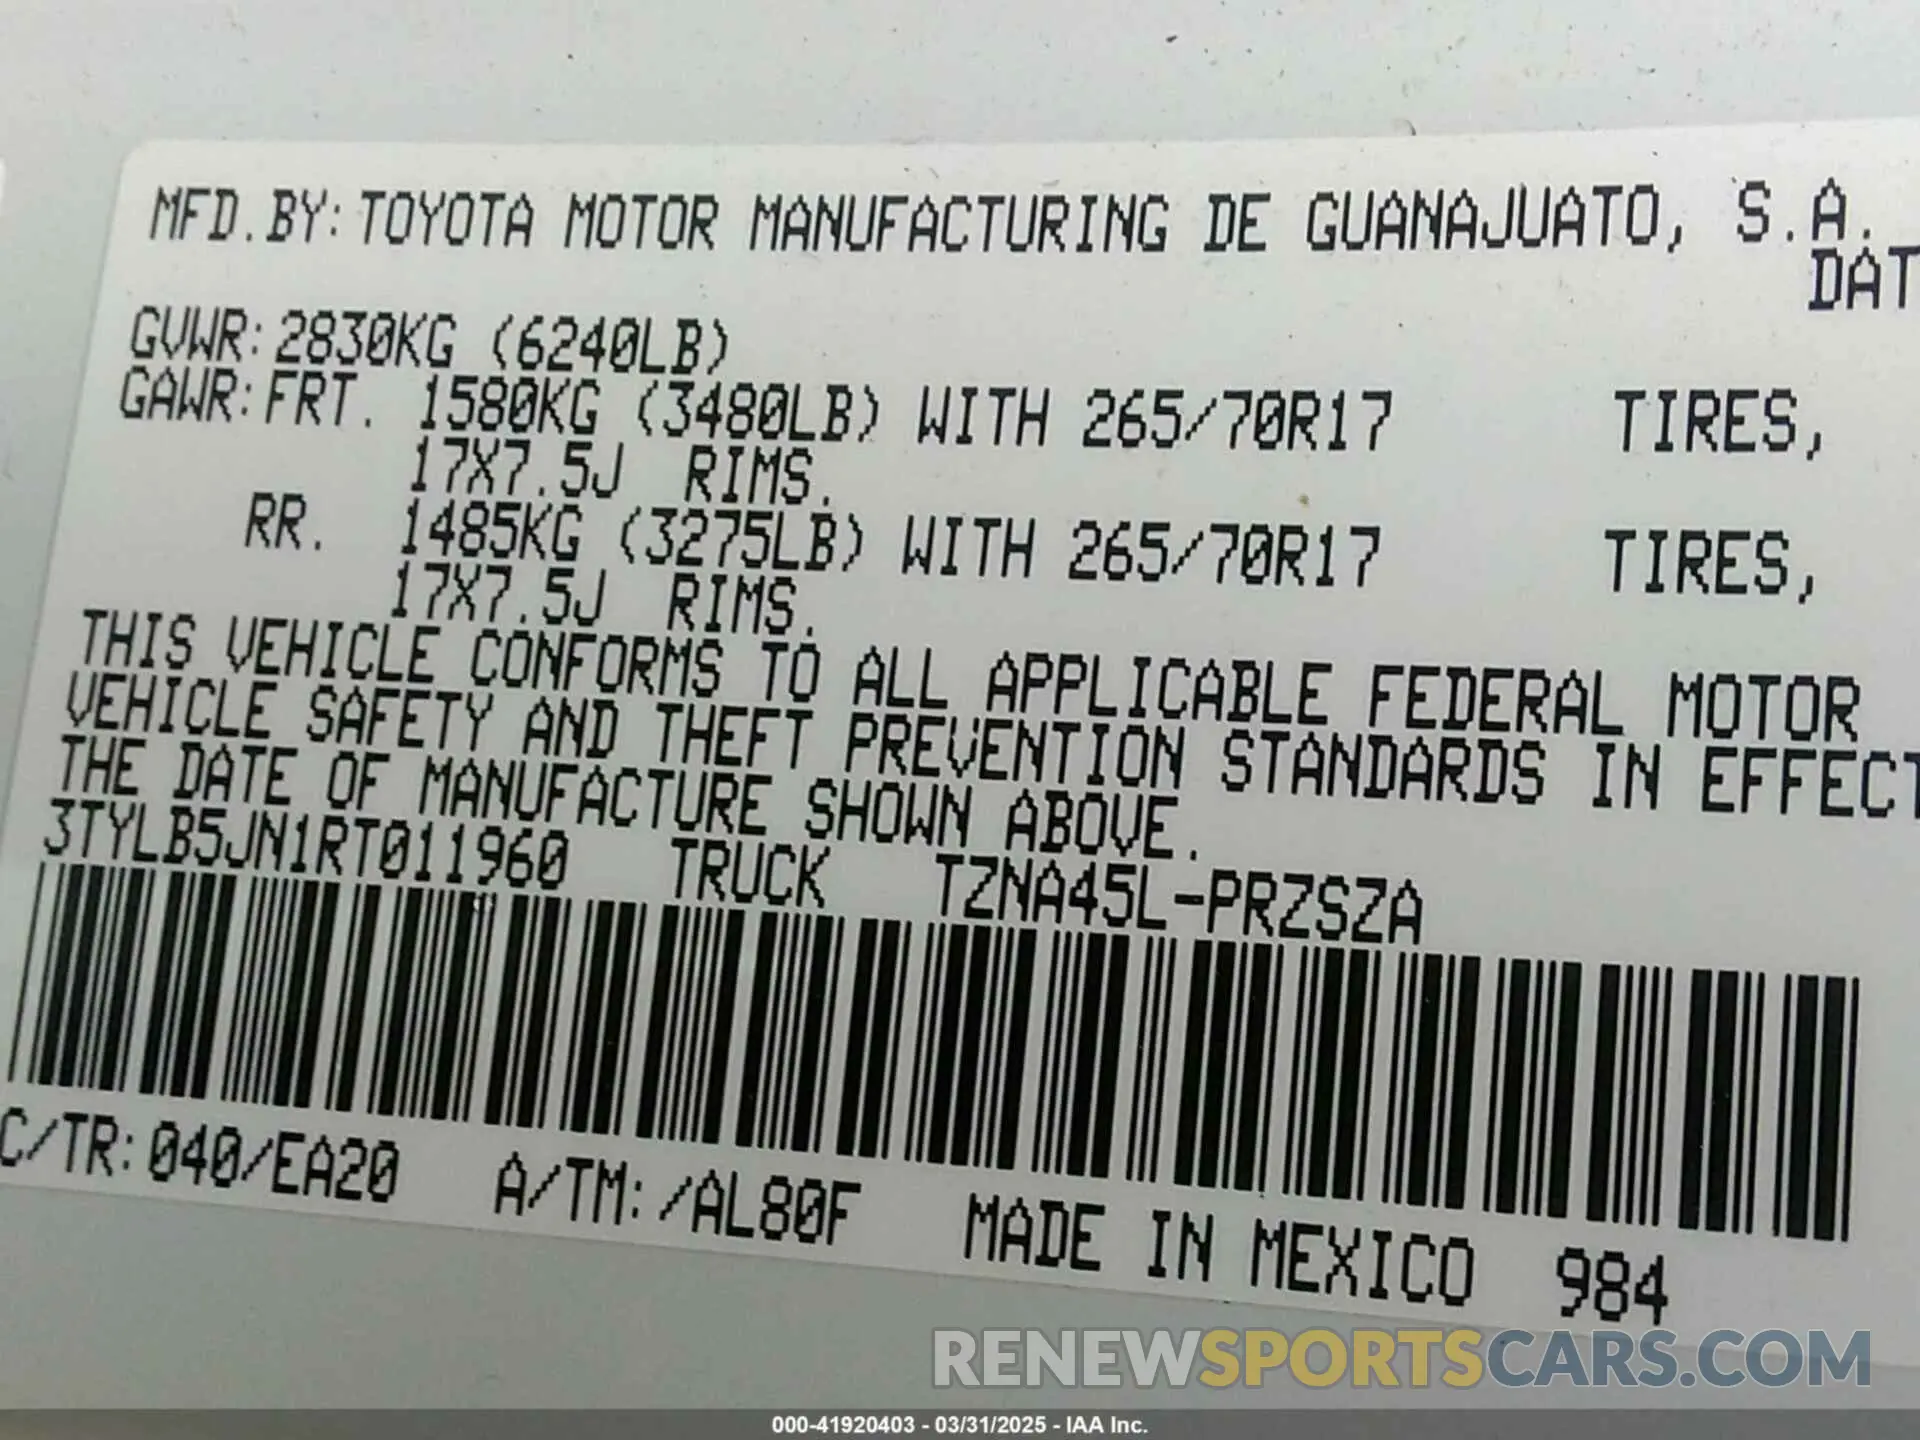 MFD.BY:TOYOTA MOTOR MANUFACTURING DE GUANAJUATO, S.A.
DAT
GVWR:2830KG (6240LB)
GAWR:FRT. 1580KG (3480LB) WITH 265/70R17 TIRES,
17X7.5J RIMS.
RR. 1485KG (3275LB) WITH 265/70R17 TIRES,
17X7.5J RIMS.
THIS VEHICLE CONFORMS TO ALL APPLICABLE FEDERAL MOTOR
VEHICLE SAFETY AND THEFT PREVENTION STANDARDS IN EFFECT
THE DATE OF MANUFACTURE SHOWN ABOVE.
3TYLB5JN1RT011960 TRUCK TZNA45L-PRZSZA
C/TR:040/EA20 A/TM:/AL80F MADE IN MEXICO 984
RENEWSPORTSCARS.COM
000-41920403 - 03/31/2025 - IAA Inc.